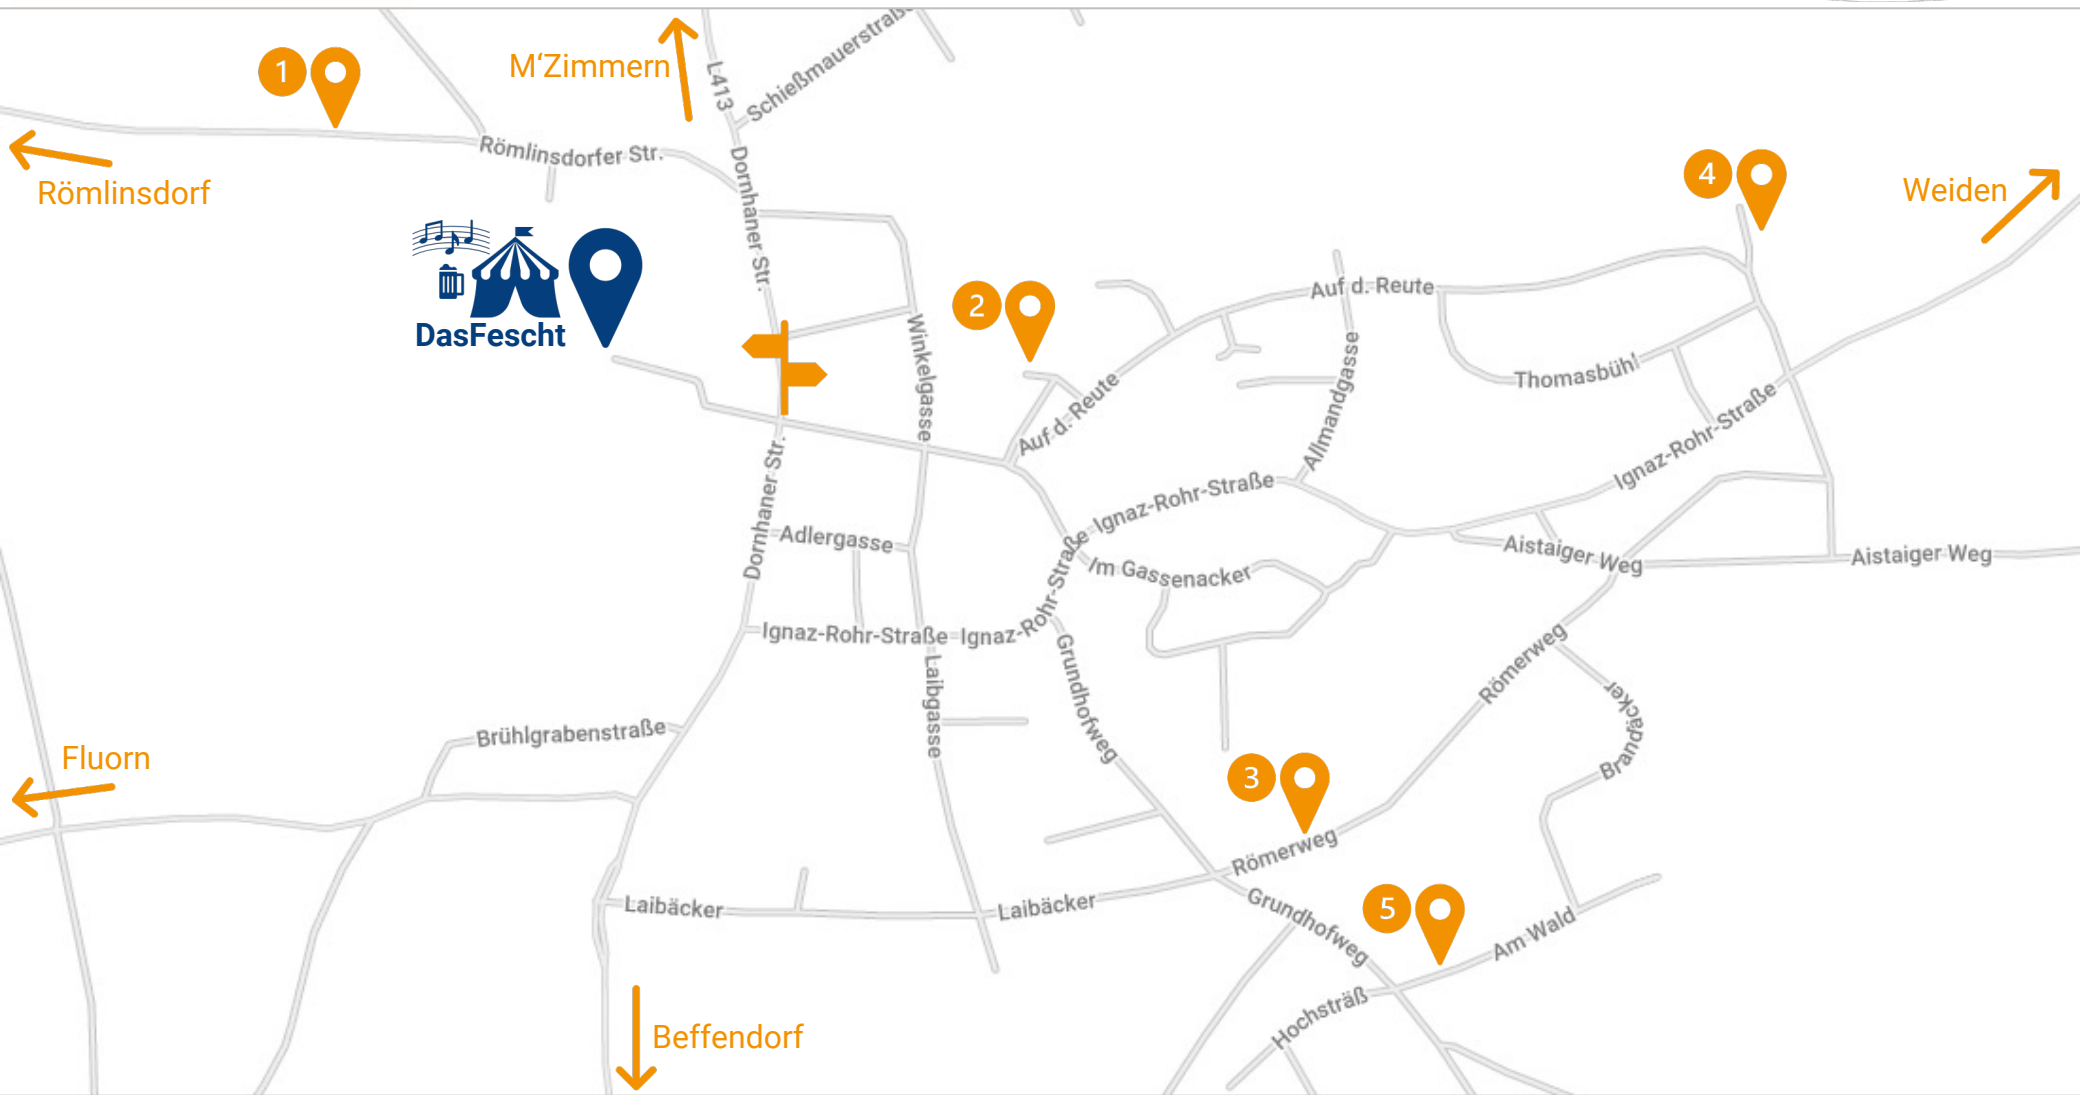 1
M‘Zimmern
L413
Schießmauerstraße
Römlinsdorfer Str.
Dornhaner Str.
Römlinsdorf
4
Weiden
DasFescht
2
Auf d. Reute
Winkelgasse
Allmandgasse
Thomasbühl
Auf d. Reute
Ignaz-Rohr-Straße
Dornhaner Str.
Ignaz-Rohr-Straße
Adlergasse
Aistaiger Weg
Aistaiger Weg
Im Gassenacker
Ignaz-Rohr-Straße
Ignaz-Rohr-Straße
Ignaz-Rohr-Straße
Laibgasse
Grundhofweg
Römerweg
Brandäcker
Brühlgrabenstraße
Fluorn
3
Römerweg
Laibäcker
Laibäcker
Grundhofweg
5
Am Wald
Hochsträß
Beffendorf